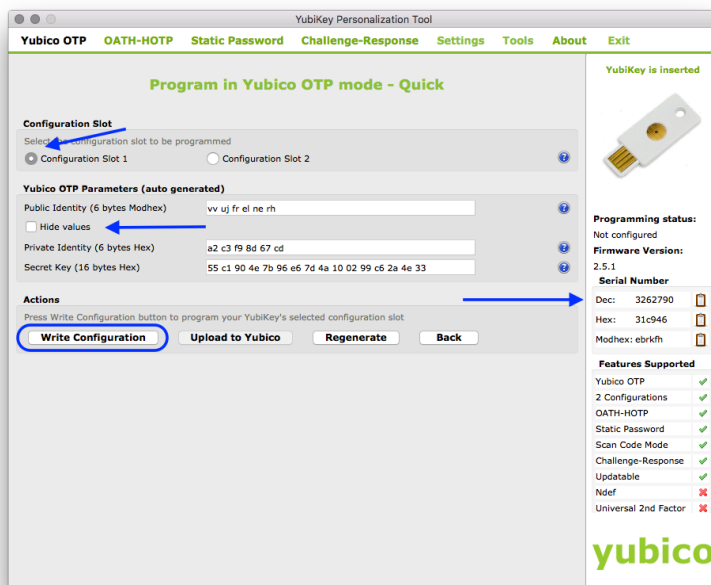 YubiKey Personalization Tool
Yubico OTP OATH-HOTP Static Password Challenge-Response Settings Tools About Exit
Program in Yubico OTP mode - Quick
Configuration Slot
Select the configuration slot to be programmed
Configuration Slot 1 Configuration Slot 2
Yubico OTP Parameters (auto generated)
Public Identity (6 bytes Modhex) vv uj fr el ne rh
Hide values
Private Identity (6 bytes Hex) a2 c3 f9 8d 67 cd
Secret Key (16 bytes Hex) 55 c1 90 4e 7b 96 e6 7d 4a 10 02 99 c6 2a 4e 33
Actions
Press Write Configuration button to program your YubiKey's selected configuration slot
Write Configuration Upload to Yubico Regenerate Back
YubiKey is inserted
Programming status:
Not configured
Firmware Version:
2.5.1
Serial Number
Dec: 3262790
Hex: 31c946
Modhex: ebrkfh
Features Supported
Yubico OTP
2 Configurations
OATH-HOTP
Static Password
Scan Code Mode
Challenge-Response
Updatable
Ndef
Universal 2nd Factor
yubico